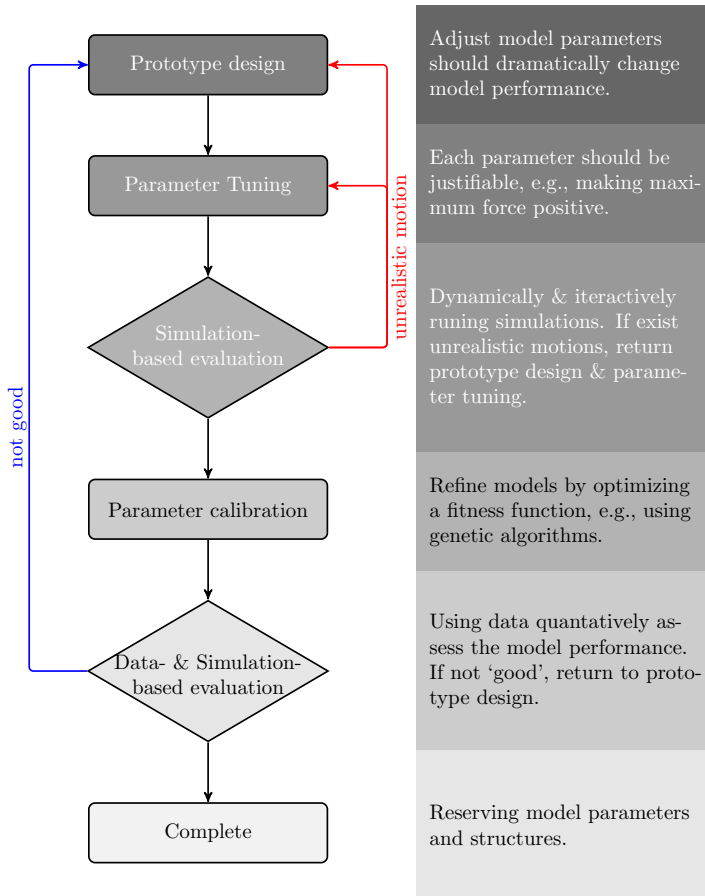 Prototype design
Adjust model parameters
should dramatically change
model performance.
Parameter Tuning
Each parameter should be
justifiable, e.g., making maxi-
mum force positive.
unrealistic motion
Simulation-
based evaluation
Dynamically & iteractively
runing simulations. If exist
unrealistic motions, return
prototype design & parame-
ter tuning.
not good
Parameter calibration
Refine models by optimizing
a fitness function, e.g., using
genetic algorithms.
Data- & Simulation-
based evaluation
Using data quantatively as-
sess the model performance.
If not ‘good’, return to proto-
type design.
Complete
Reserving model parameters
and structures.